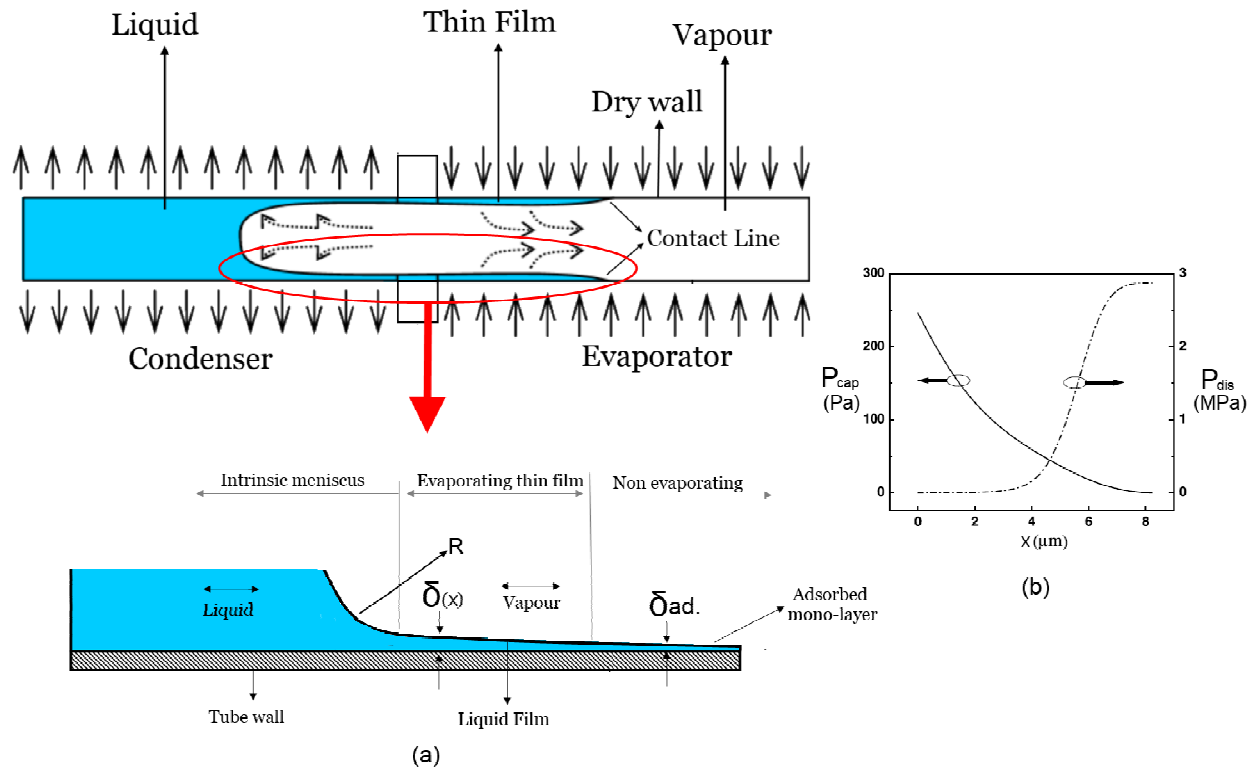 Liquid
Thin Film
Vapour
Dry wall
Contact Line
Condenser
Evaporator
Intrinsic meniscus
Evaporating thin film
Non evaporating
R
Liquid
δ(x)
Vapour
δad.
Adsorbed
mono-layer
Tube wall
Liquid Film
(a)
300
200
100
0
Pcap
(Pa)
3
2
1
0
Pdis
(MPa)
0
2
4
6
8
X (μm)
(b)